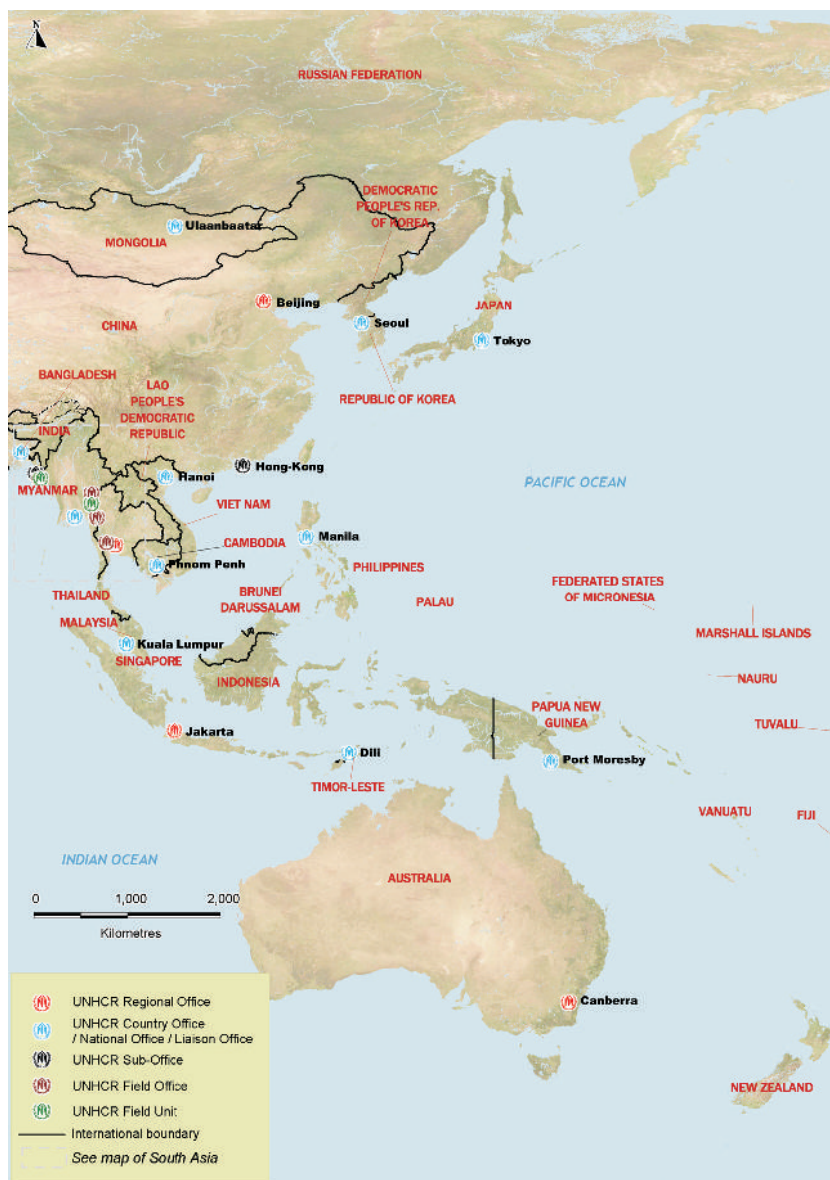 N
RUSSIAN FEDERATION
DEMOCRATIC
PEOPLE'S REP.
OF KOREA
Ulaanbaatar
MONGOLIA
Beijing
JAPAN
CHINA
Seoul
Tokyo
BANGLADESH
LAO
PEOPLE'S
DEMOCRATIC
REPUBLIC
REPUBLIC OF KOREA
INDIA
Hong-Kong
Hanoi
MYANMAR
PACIFIC OCEAN
VIET NAM
Manila
CAMBODIA
Phnom Penh
PHILIPPINES
THAILAND
BRUNEI
DARUSSALAM
PALAU
FEDERATED STATES
OF MICRONESIA
MALAYSIA
MARSHALL ISLANDS
Kuala Lumpur
SINGAPORE
INDONESIA
NAURU
PAPUA NEW
GUINEA
TUVALU
Jakarta
Dili
Port Moresby
TIMOR-LESTE
VANUATU
FIJI
INDIAN OCEAN
AUSTRALIA
0 1,000 2,000
Kilometres
Canberra
UNHCR Regional Office
UNHCR Country Office
/ National Office / Liaison Office
UNHCR Sub-Office
UNHCR Field Office
UNHCR Field Unit
International boundary
See map of South Asia
NEW ZEALAND